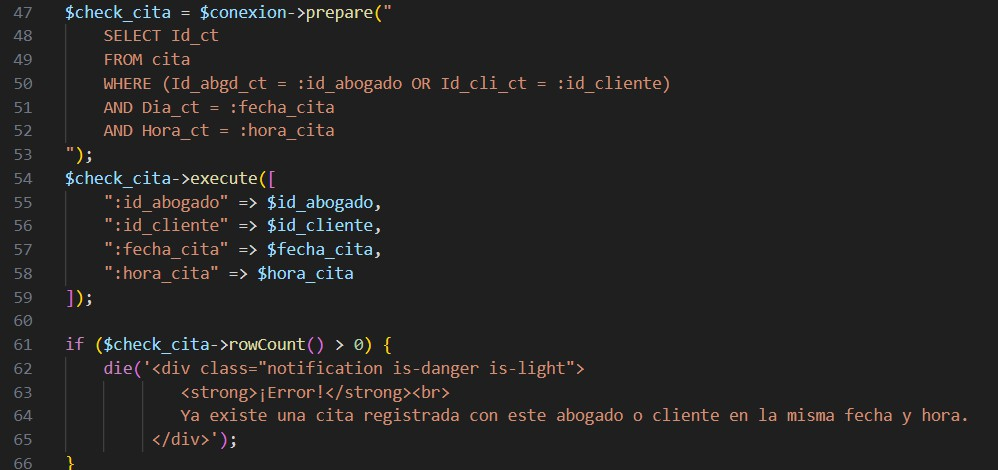 47 $check_cita = $conexion->prepare("
48     SELECT Id_ct
49     FROM cita
50     WHERE (Id_abgd_ct = :id_abogado OR Id_cli_ct = :id_cliente)
51     AND Dia_ct = :fecha_cita
52     AND Hora_ct = :hora_cita
53 ");
54 $check_cita->execute([
55     ":id_abogado" => $id_abogado,
56     ":id_cliente" => $id_cliente,
57     ":fecha_cita" => $fecha_cita,
58     ":hora_cita" => $hora_cita
59 ]);
60
61 if ($check_cita->rowCount() > 0) {
62     die('<div class="notification is-danger is-light">
63             <strong>¡Error!</strong><br>
64             Ya existe una cita registrada con este abogado o cliente en la misma fecha y hora.
65          </div>');
66 }